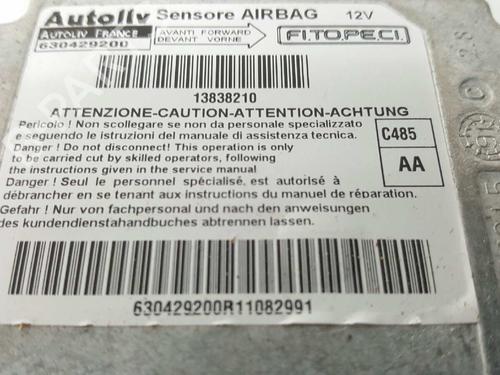 Autoliv Sensore AIRBAG 12V
AUTOLIV FRANCE
630429200
AVANTI FORWARD
DEVANT VORNE
F.I.T.O.P.E.C.I.
13838210
ATTENZIONE-CAUTION-ATTENTION-ACHTUNG
Pericolo ! Non scollegare se non da personale specializzato
e seguendo le istruzioni del manuale di assistenza tecnica.
Danger ! Do not disconnect! This operation is only
to be carried cut by skilled operators, following
the instructions given in the service manual
Danger ! Seul le personnel spécialisé, est autorisé à
débrancher en se tenant aux instructions du manuel de réparation.
Gefahr ! Nur von fachpersonal und nach den anweisungen
des kundendienstahandbuches abtrennen lassen.
C485
AA
630429200R11082991